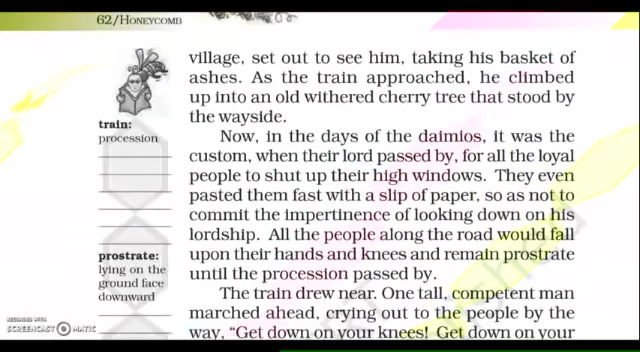 62/HONEYCOMB
village, set out to see him, taking his basket of
ashes. As the train approached, he climbed
up into an old withered cherry tree that stood by
the wayside.
train:
procession
Now, in the days of the daimios, it was the
custom, when their lord passed by, for all the loyal
people to shut up their high windows. They even
pasted them fast with a slip of paper, so as not to
commit the impertinence of looking down on his
lordship. All the people along the road would fall
upon their hands and knees and remain prostrate
until the procession passed by.
prostrate:
lying on the
ground face
downward
The train drew near. One tall, competent man
marched ahead, crying out to the people by the
way, “Get down on your knees! Get down on your
RECORDED WITH
SCREENCAST MATIC